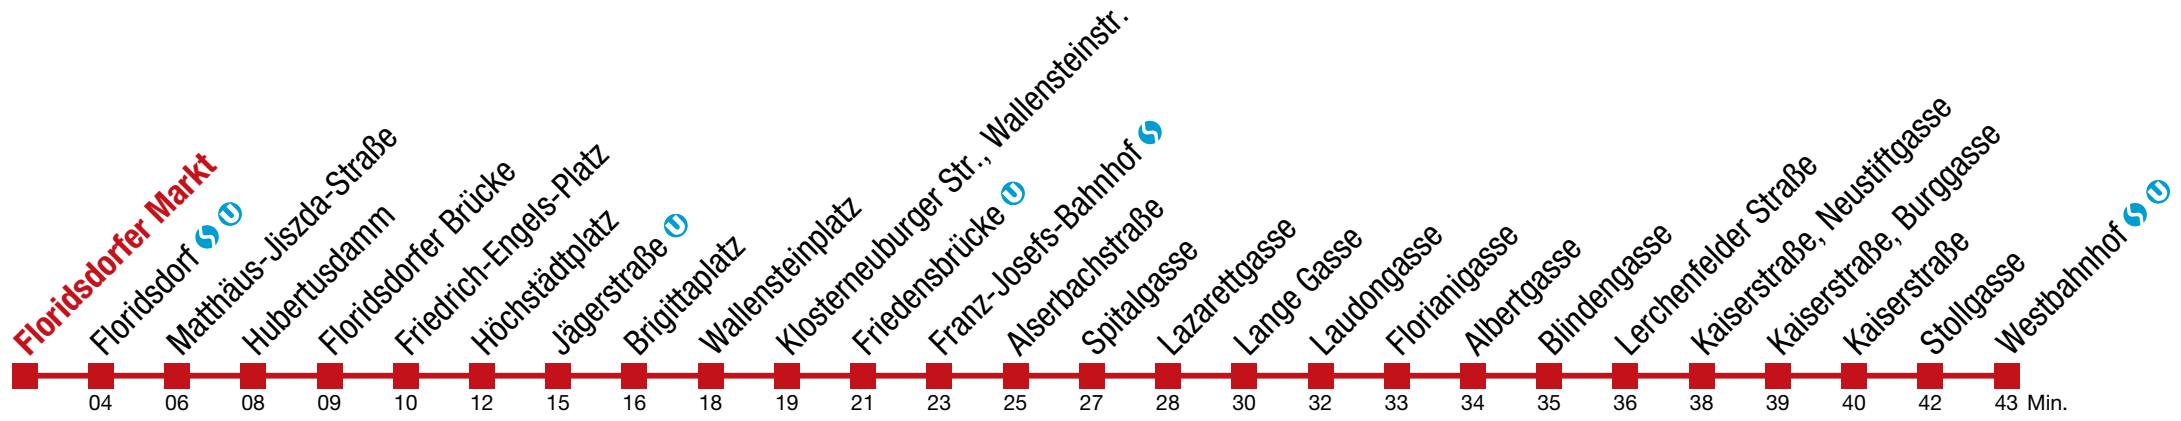 Floridsdorfer Markt
Floridsdorf S U
Matthäus-Jiszda-Straße
Hubertusdamm
Floridsdorfer Brücke
Friedrich-Engels-Platz
Höchstädtplatz
Jägerstraße U
Brigittaplatz
Wallensteinplatz
Klosterneuburger Str., Wallensteinstr.
Friedensbrücke U
Franz-Josefs-Bahnhof S
Alserbachstraße
Spitalgasse
Lazarettgasse
Lange Gasse
Laudongasse
Florianigasse
Albertgasse
Blindengasse
Lerchenfelder Straße
Kaiserstraße, Neustiftgasse
Kaiserstraße, Burggasse
Kaiserstraße
Stollgasse
Westbahnhof S U
04 06 08 09 10 12 15 16 18 19 21 23 25 27 28 30 32 33 34 35 36 38 39 40 42 43 Min.